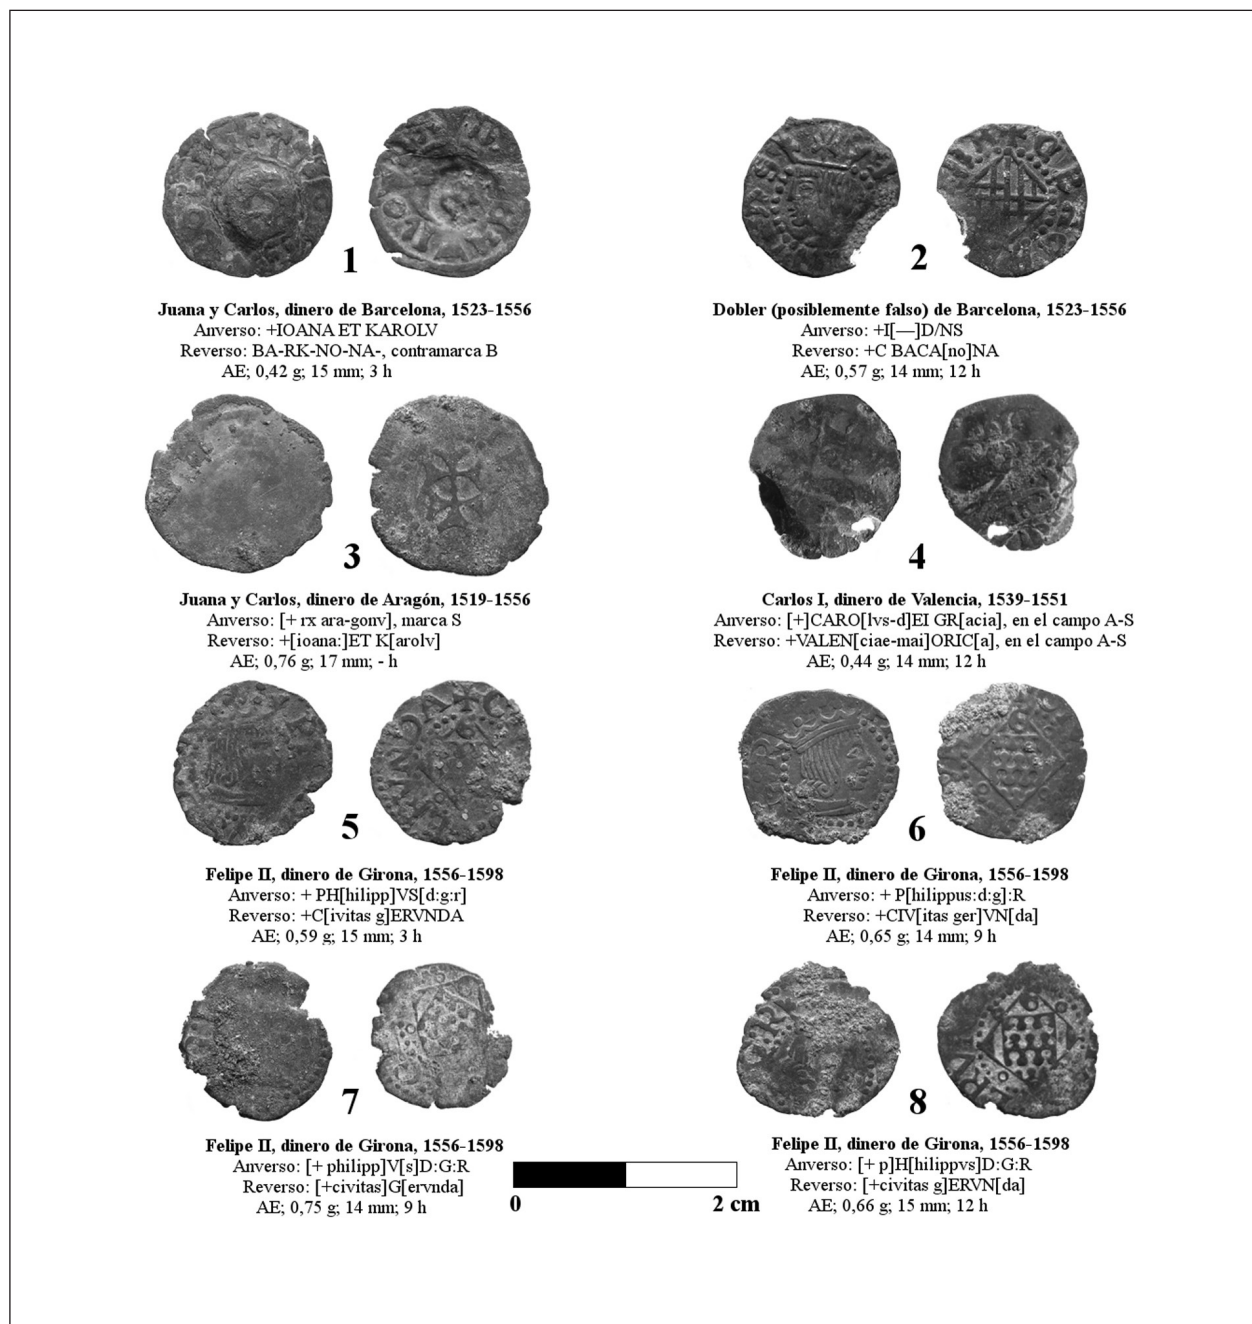 1
Juana y Carlos, dinero de Barcelona, 1523-1556
Anverso: +IOANA ET KAROLV
Reverso: BA-RK-NO-NA-, contramarca B
AE; 0,42 g; 15 mm; 3 h
2
Dobler (posiblemente falso) de Barcelona, 1523-1556
Anverso: +I[—]D/NS
Reverso: +C BACA[no]NA
AE; 0,57 g; 14 mm; 12 h
3
Juana y Carlos, dinero de Aragón, 1519-1556
Anverso: [+ rx ara-gonv], marca S
Reverso: +[ioana:]ET K[arolv]
AE; 0,76 g; 17 mm; - h
4
Carlos I, dinero de Valencia, 1539-1551
Anverso: [+]CARO[lvs-d]EI GR[acia], en el campo A-S
Reverso: +VALEN[ciae-mai]ORIC[a], en el campo A-S
AE; 0,44 g; 14 mm; 12 h
5
Felipe II, dinero de Girona, 1556-1598
Anverso: + PH[hilipp]VS[d:g:r]
Reverso: +C[ivitas g]ERVNDA
AE; 0,59 g; 15 mm; 3 h
6
Felipe II, dinero de Girona, 1556-1598
Anverso: + P[hilippus:d:g]:R
Reverso: +CIV[itas ger]VN[da]
AE; 0,65 g; 14 mm; 9 h
7
Felipe II, dinero de Girona, 1556-1598
Anverso: [+ philipp]V[s]D:G:R
Reverso: [+civitas]G[ervnda]
AE; 0,75 g; 14 mm; 9 h
8
Felipe II, dinero de Girona, 1556-1598
Anverso: [+ p]H[hilippvs]D:G:R
Reverso: [+civitas g]ERVN[da]
AE; 0,66 g; 15 mm; 12 h
0 2 cm